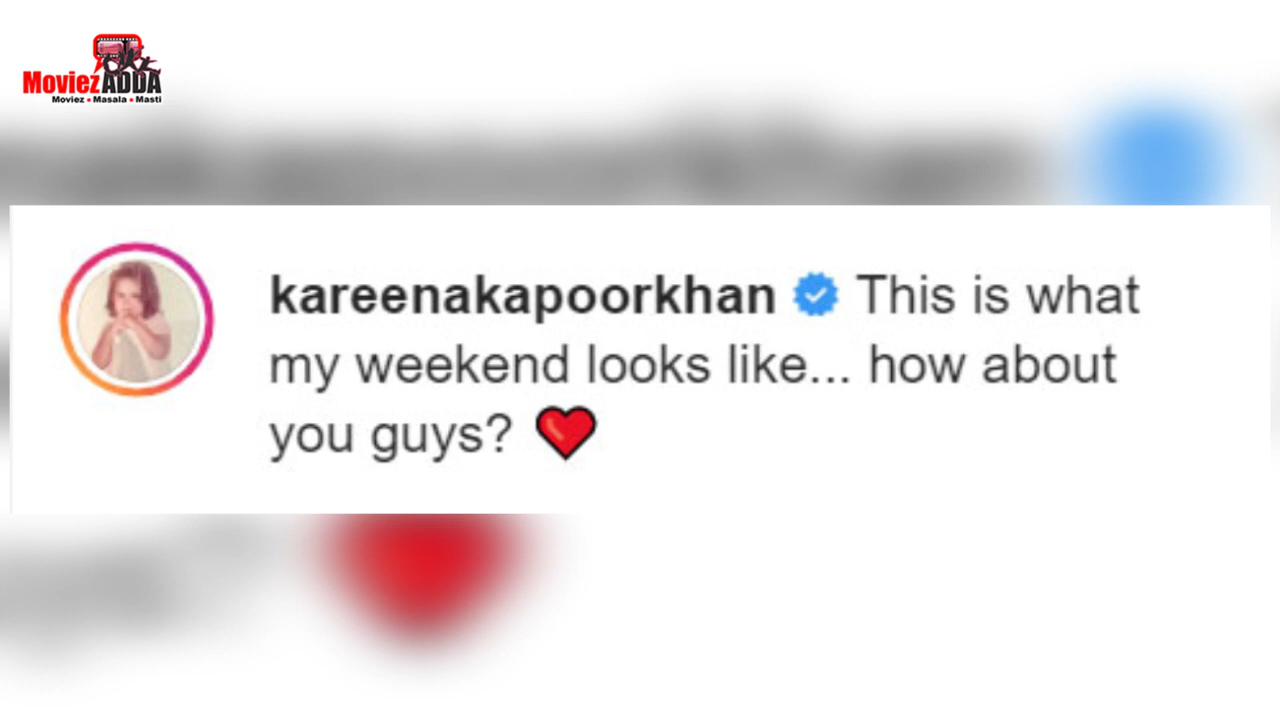 MoviezADDA
Moviez • Masala • Masti
kareenakapoorkhan This is what
my weekend looks like... how about
you guys? ❤️